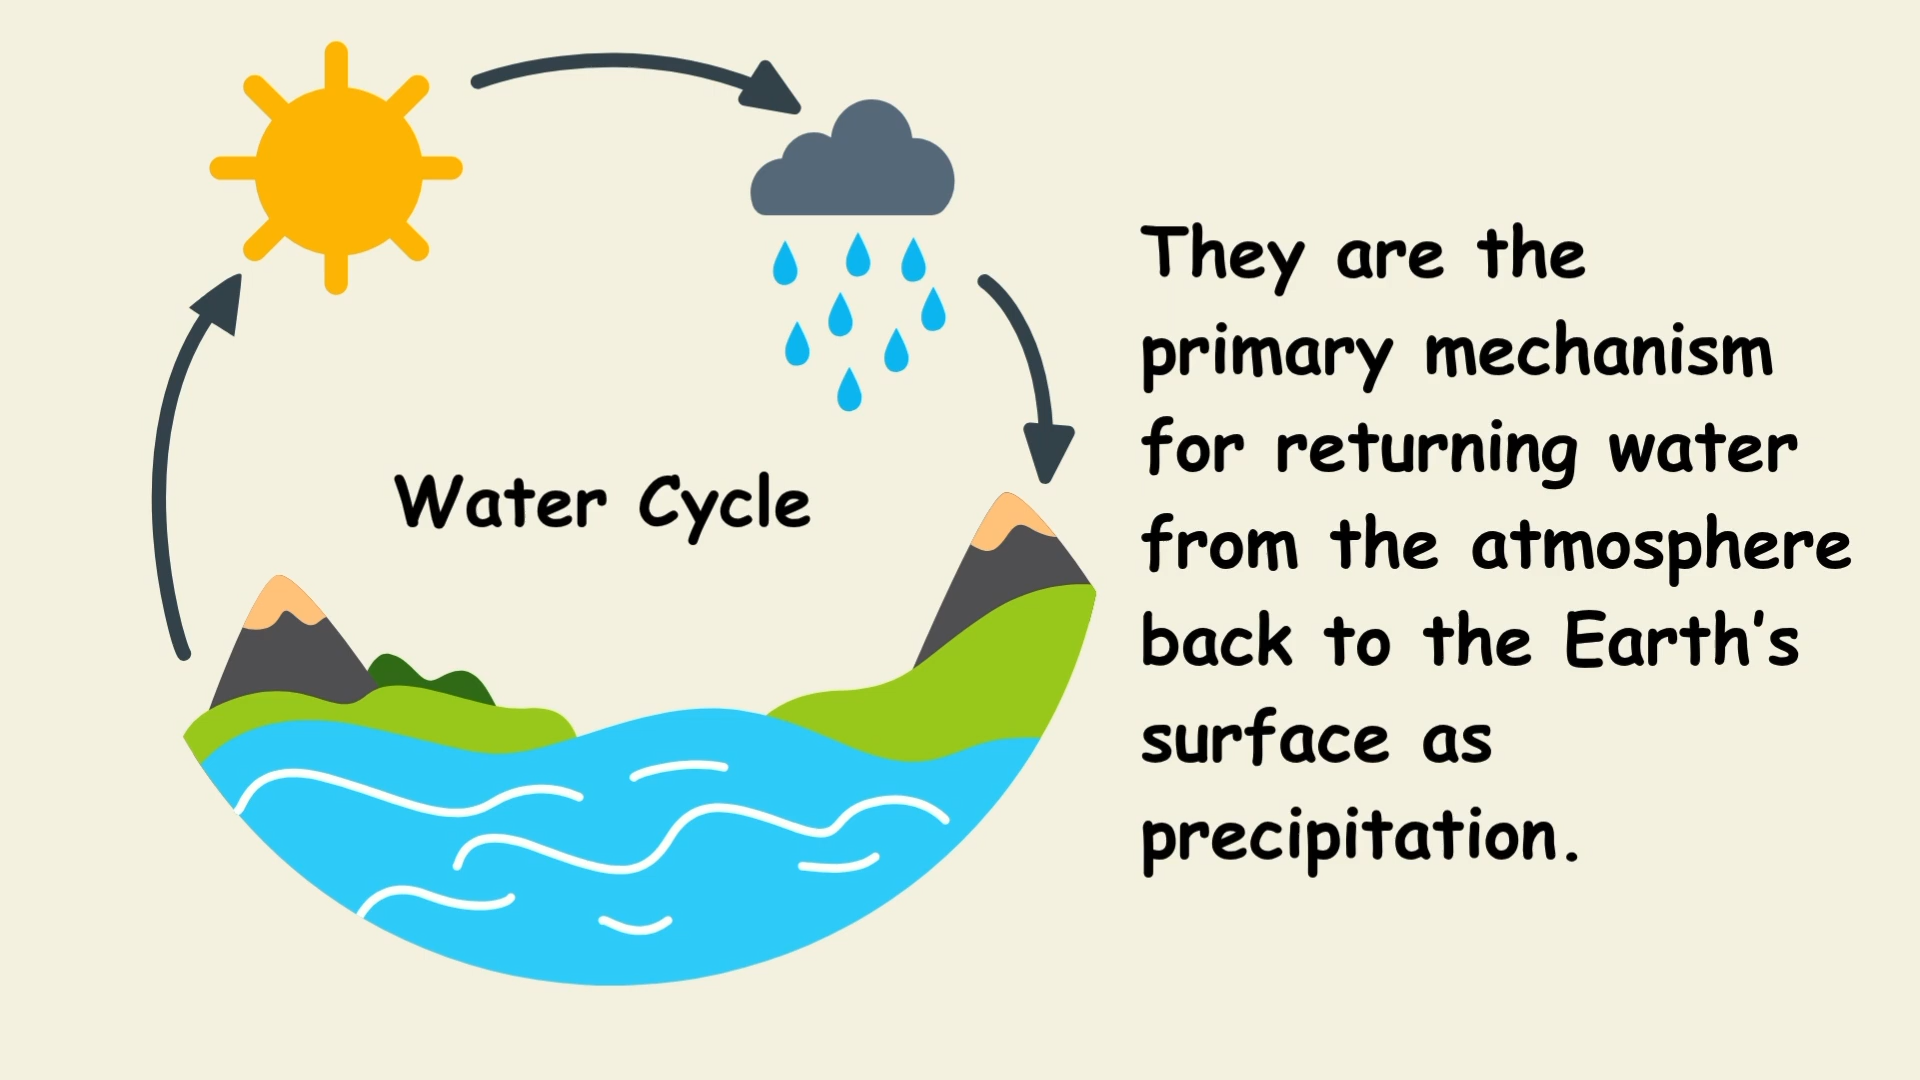 Water Cycle
They are the
primary mechanism
for returning water
from the atmosphere
back to the Earth's
surface as
precipitation.